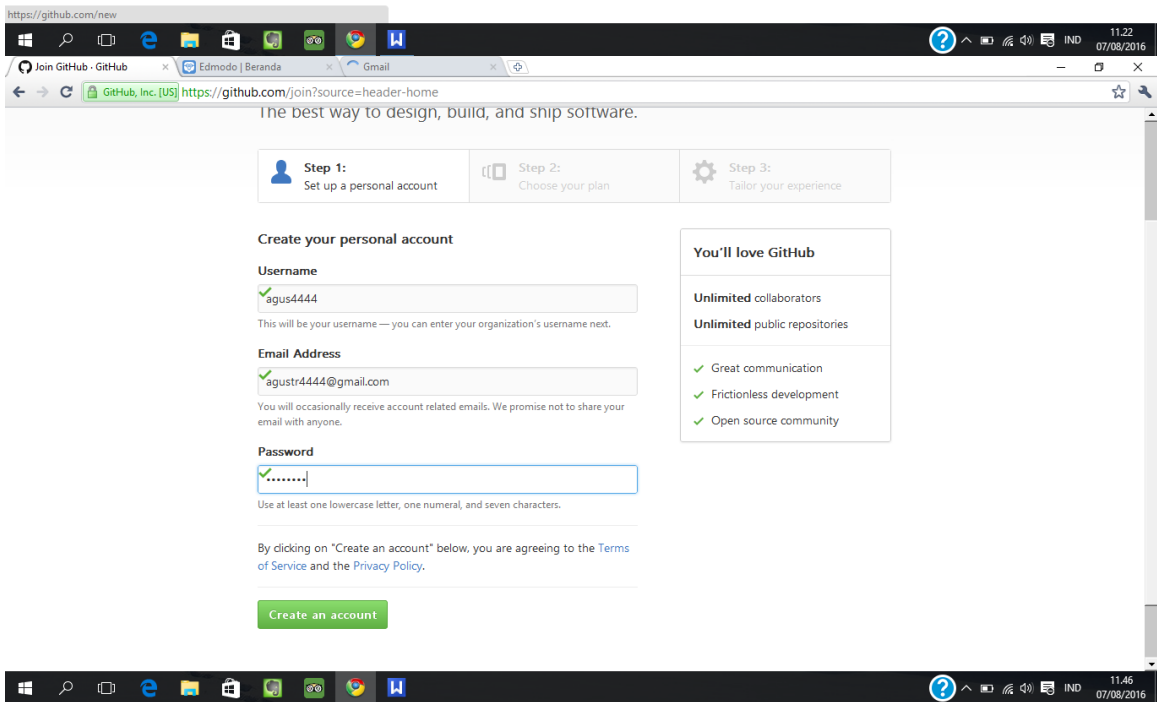 https://github.com/new
IND
11.22
07/08/2016
Join GitHub · GitHub
Edmodo | Beranda
Gmail
GitHub, Inc. [US]
https://github.com/join?source=header-home
The best way to design, build, and ship software.
Step 1:
Set up a personal account
Step 2:
Choose your plan
Step 3:
Tailor your experience
Create your personal account
Username
agus4444
This will be your username — you can enter your organization's username next.
Email Address
agustr4444@gmail.com
You will occasionally receive account related emails. We promise not to share your
email with anyone.
Password
Use at least one lowercase letter, one numeral, and seven characters.
By clicking on "Create an account" below, you are agreeing to the Terms
of Service and the Privacy Policy.
Create an account
You'll love GitHub
Unlimited collaborators
Unlimited public repositories
Great communication
Frictionless development
Open source community
IND
11.46
07/08/2016